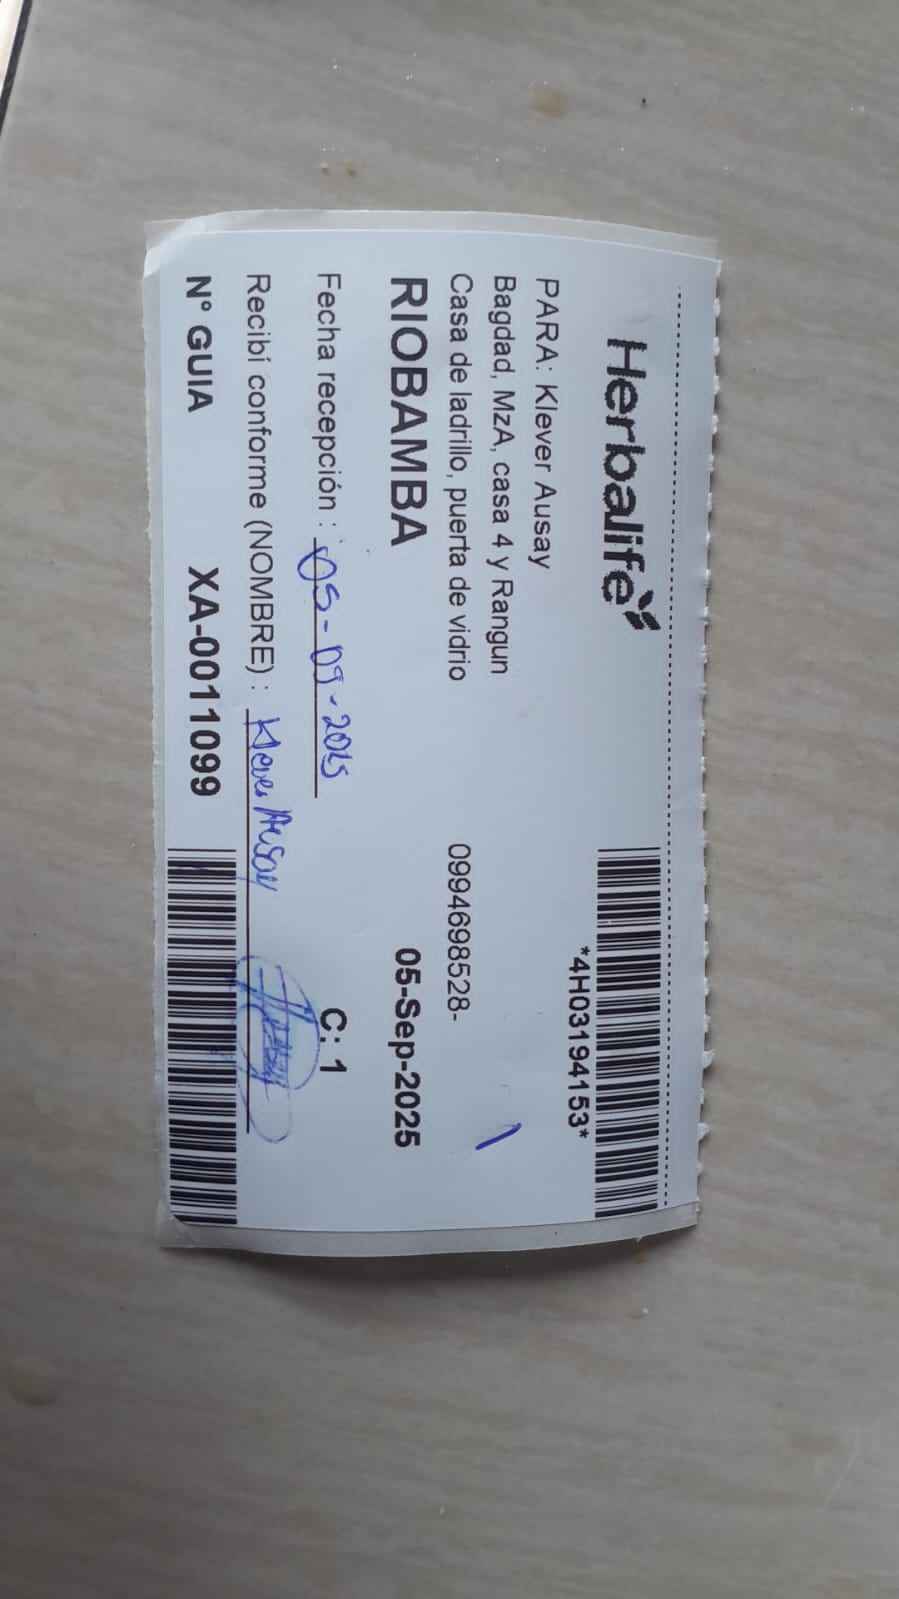 Herbalife
*4H03194153*
PARA: Klever Ausay
Bagdad, MzA, casa 4 y Rangun
Casa de ladrillo, puerta de vidrio 0994698528-
RIOBAMBA 05-Sep-2025
Fecha recepción : 05-09-2025
C: 1
Recibí conforme (NOMBRE) : Klever Ausay
N° GUIA XA-0011099